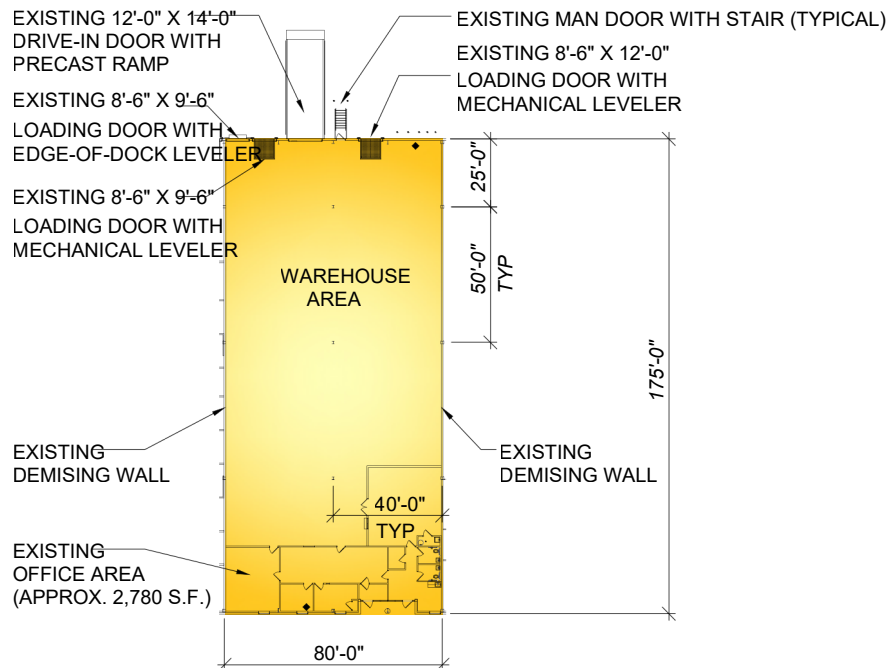 EXISTING 12'-0" X 14'-0"
DRIVE-IN DOOR WITH
PRECAST RAMP
EXISTING MAN DOOR WITH STAIR (TYPICAL)
EXISTING 8'-6" X 12'-0"
LOADING DOOR WITH
MECHANICAL LEVELER
EXISTING 8'-6" X 9'-6"
LOADING DOOR WITH
EDGE-OF-DOCK LEVELER
EXISTING 8'-6" X 9'-6"
LOADING DOOR WITH
MECHANICAL LEVELER
25'-0"
50'-0"
TYP
WAREHOUSE
AREA
175'-0"
EXISTING
DEMISING WALL
EXISTING
DEMISING WALL
40'-0"
TYP
EXISTING
OFFICE AREA
(APPROX. 2,780 S.F.)
80'-0"